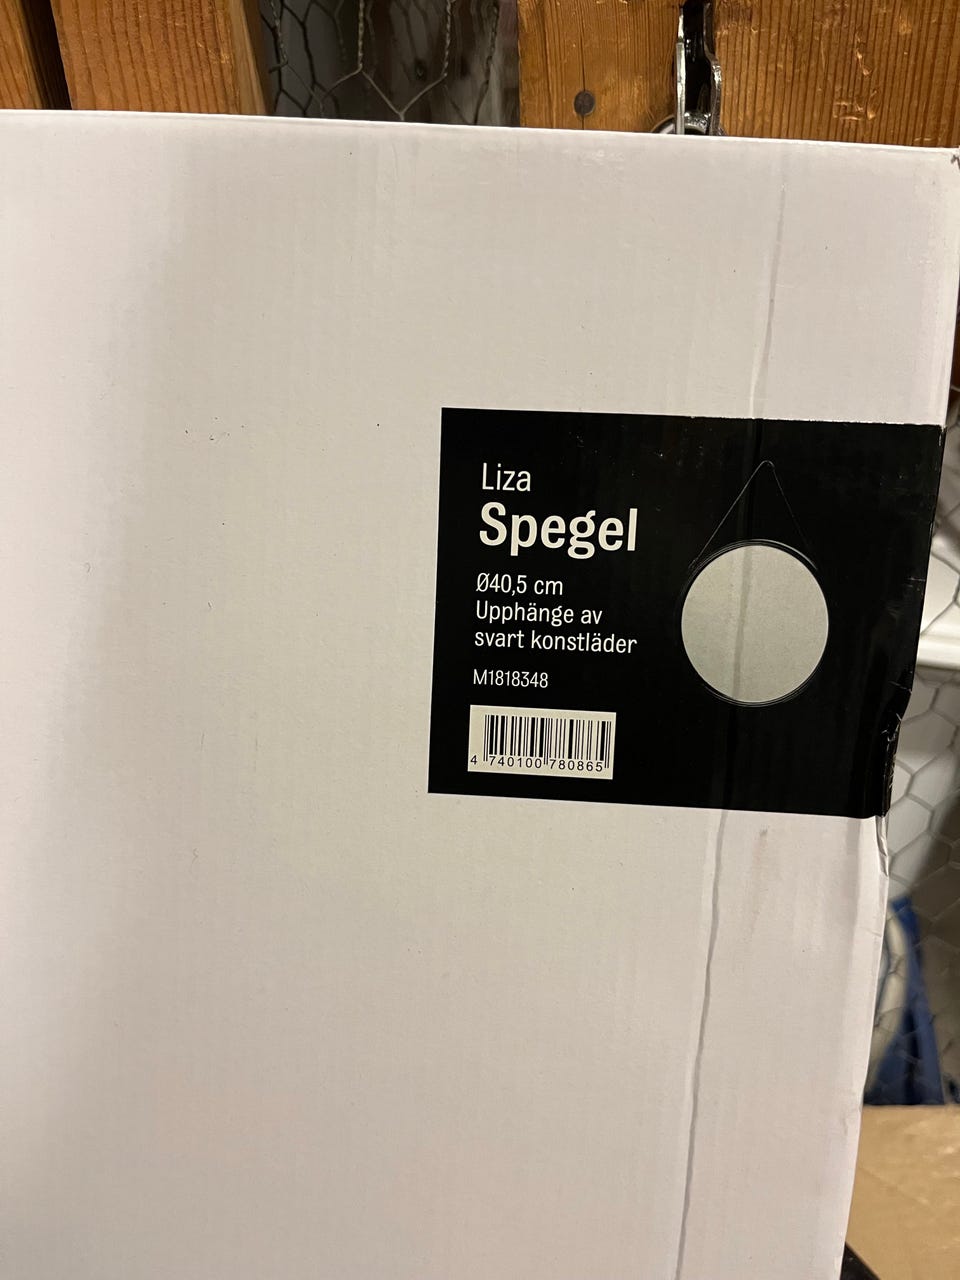 Liza
Spegel
Ø40,5 cm
Upphänge av
svart konstläder
M1818348
4 740100 780865